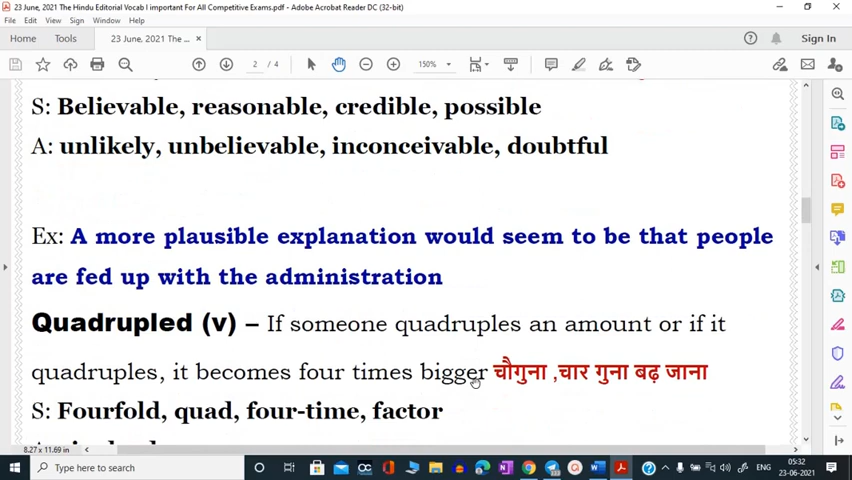 23 June, 2021 The Hindu Editorial Vocab I important For All Competitive Exams.pdf - Adobe Acrobat Reader DC (32-bit)
File Edit View Sign Window Help
Home Tools 23 June, 2021 The ... × Sign In
2 / 4 150%
S: Believable, reasonable, credible, possible
A: unlikely, unbelievable, inconceivable, doubtful
Ex: A more plausible explanation would seem to be that people
are fed up with the administration
Quadrupled (v) – If someone quadruples an amount or if it
quadruples, it becomes four times bigger चौगुना ,चार गुना बढ़ जाना
S: Fourfold, quad, four-time, factor
8.27 x 11.69 in
Type here to search
ENG
05:32
23-06-2021